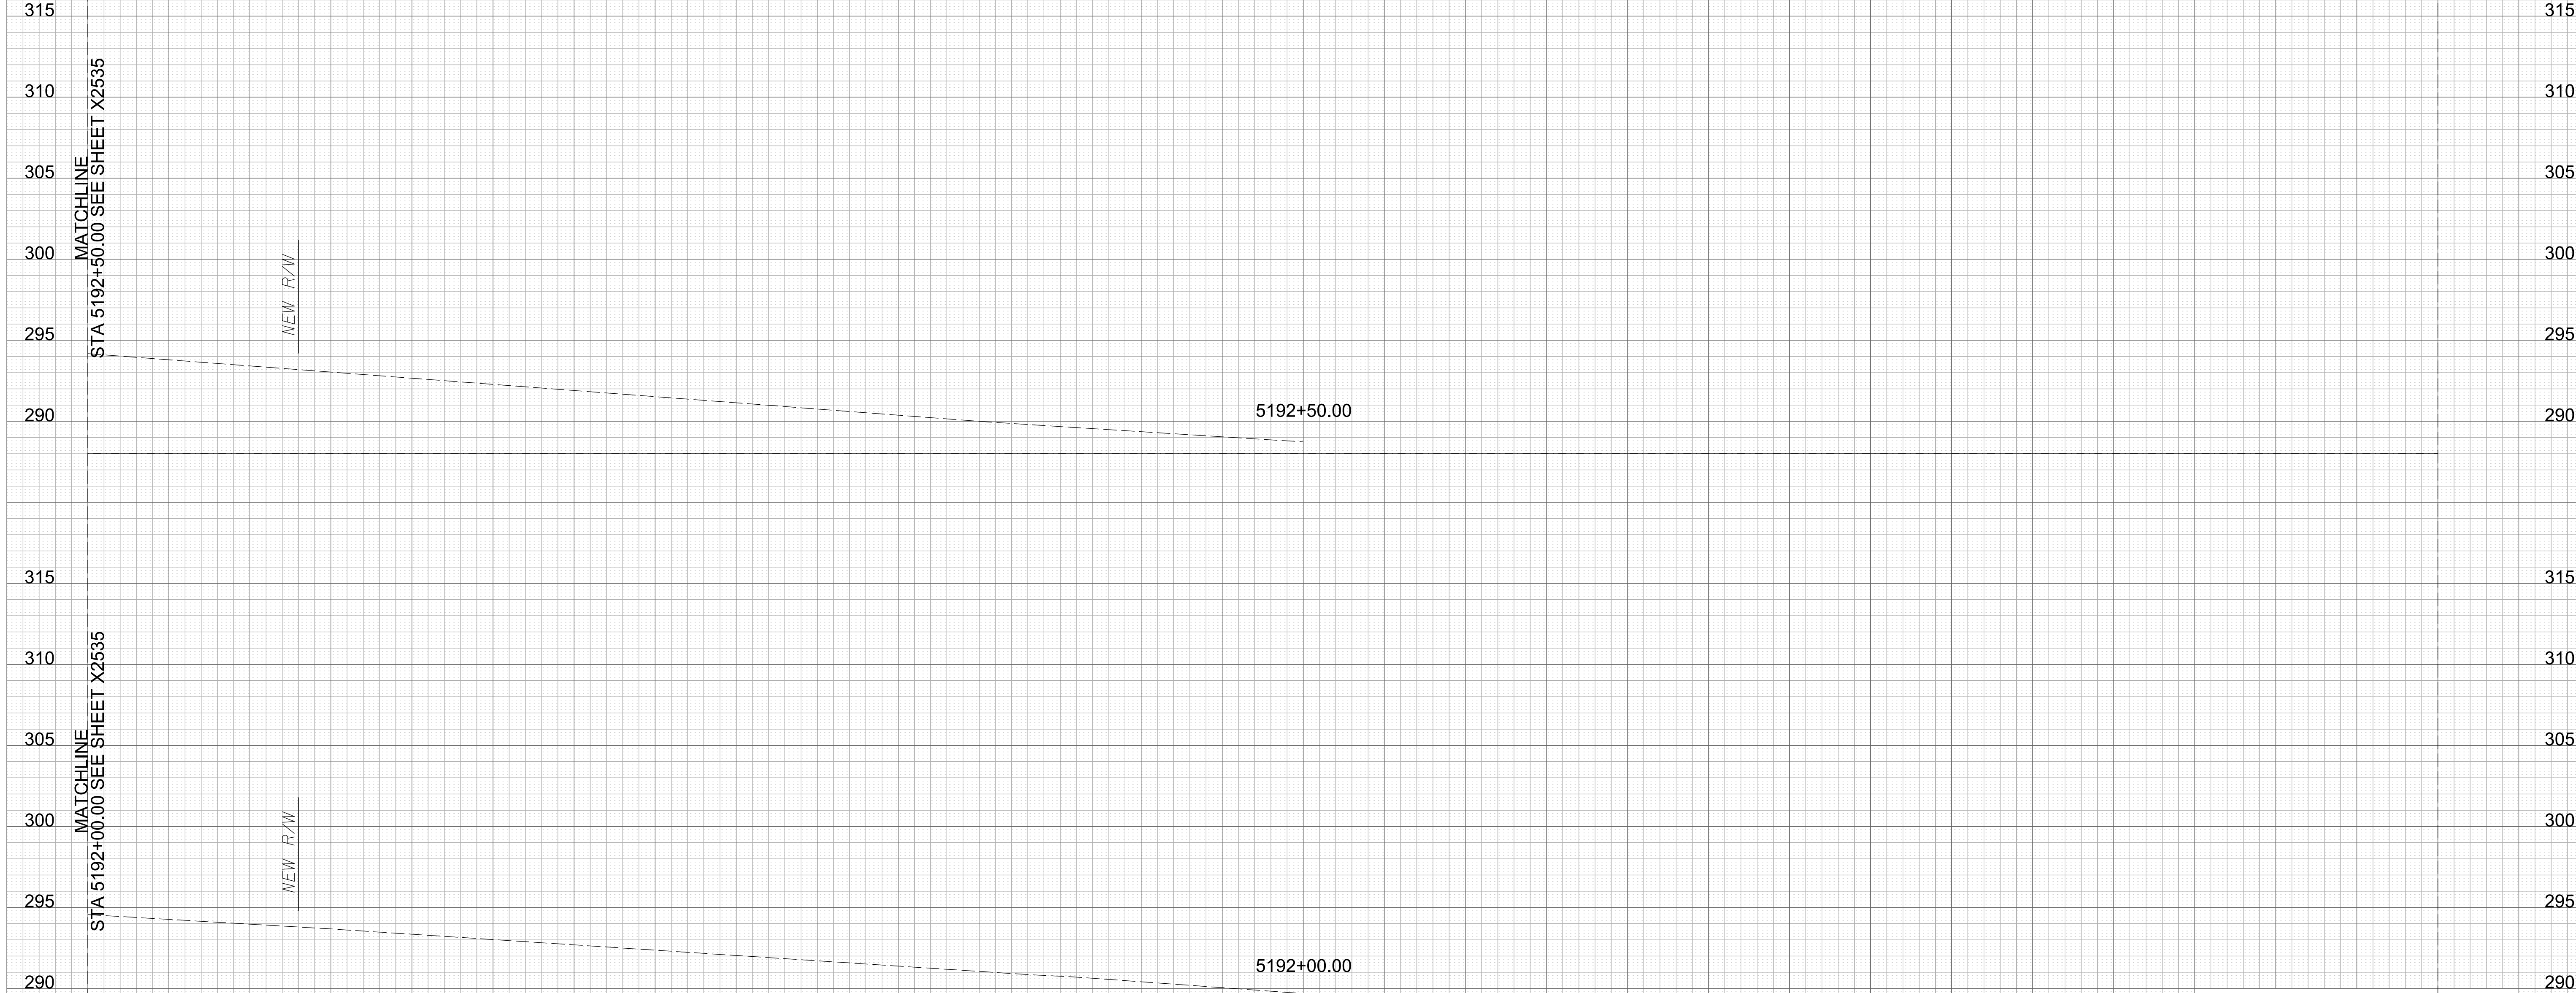 315 315
310 310
305 305
300 300
295 295
290 290
MATCHLINE
STA 5192+50.00 SEE SHEET X2535
NEW R/W
5192+50.00
315 315
310 310
305 305
300 300
295 295
290 290
MATCHLINE
STA 5192+00.00 SEE SHEET X2535
NEW R/W
5192+00.00